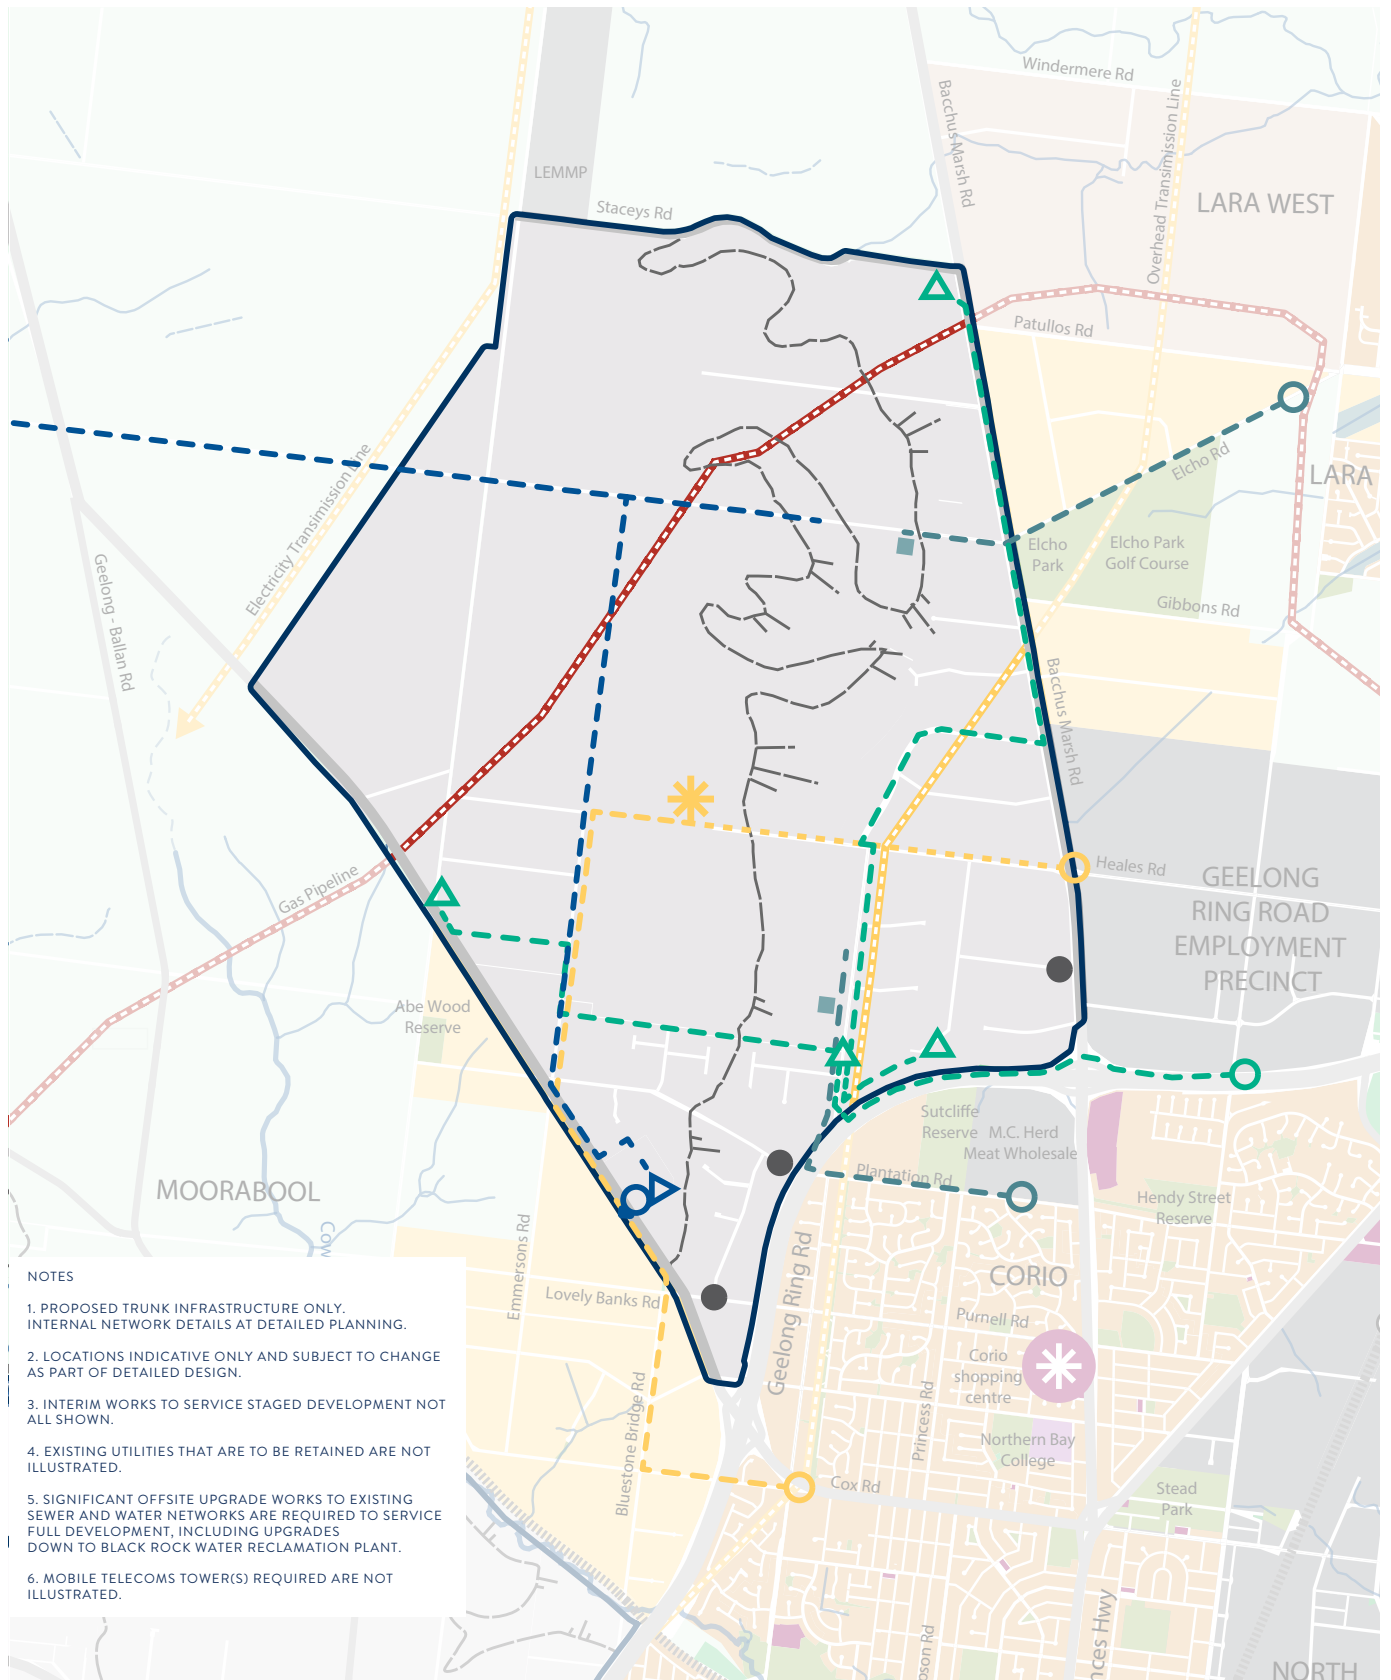 Windermere Rd
Bacchus Marsh Rd
Overhead Transimission Line
LEMMP
Staceys Rd
LARA WEST
Patullos Rd
Elcho Rd
LARA
Electricity Transimission Line
Elcho
Park
Elcho Park
Golf Course
Gibbons Rd
Geelong - Ballan Rd
Bacchus Marsh Rd
Heales Rd
GEELONG
RING ROAD
EMPLOYMENT
PRECINCT
Gas Pipeline
Abe Wood
Reserve
Sutcliffe
Reserve
M.C. Herd
Meat Wholesale
Plantation Rd
MOORABOOL
Hendy Street
Reserve
Cow
Emmersons Rd
Geelong Ring Rd
CORIO
Lovely Banks Rd
Purnell Rd
Corio
shopping
centre
Princess Rd
Bluestone Bridge Rd
Northern Bay
College
Cox Rd
Stead
Park
nces Hwy
pson Rd
NORTH
NOTES
1. PROPOSED TRUNK INFRASTRUCTURE ONLY.
INTERNAL NETWORK DETAILS AT DETAILED PLANNING.
2. LOCATIONS INDICATIVE ONLY AND SUBJECT TO CHANGE
AS PART OF DETAILED DESIGN.
3. INTERIM WORKS TO SERVICE STAGED DEVELOPMENT NOT
ALL SHOWN.
4. EXISTING UTILITIES THAT ARE TO BE RETAINED ARE NOT
ILLUSTRATED.
5. SIGNIFICANT OFFSITE UPGRADE WORKS TO EXISTING
SEWER AND WATER NETWORKS ARE REQUIRED TO SERVICE
FULL DEVELOPMENT, INCLUDING UPGRADES
DOWN TO BLACK ROCK WATER RECLAMATION PLANT.
6. MOBILE TELECOMS TOWER(S) REQUIRED ARE NOT
ILLUSTRATED.